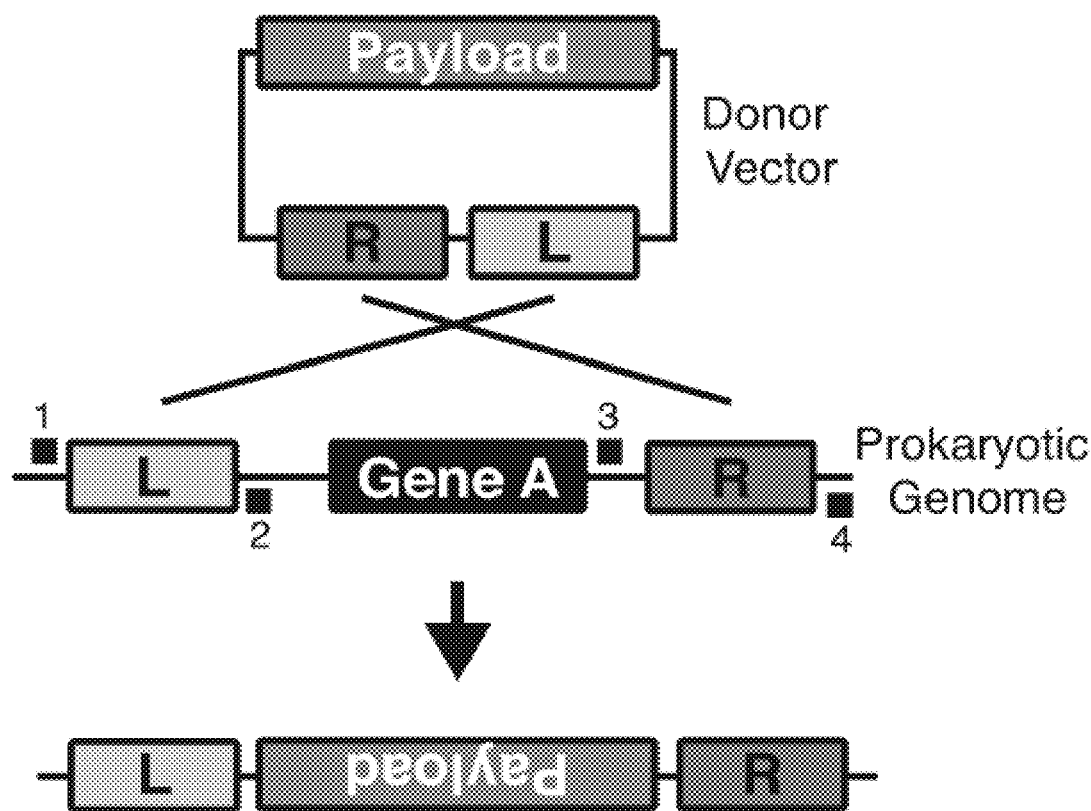 Payload
Donor
Vector
R L
1 3
L Gene A R
Prokaryotic
Genome
2 4
L Payload R